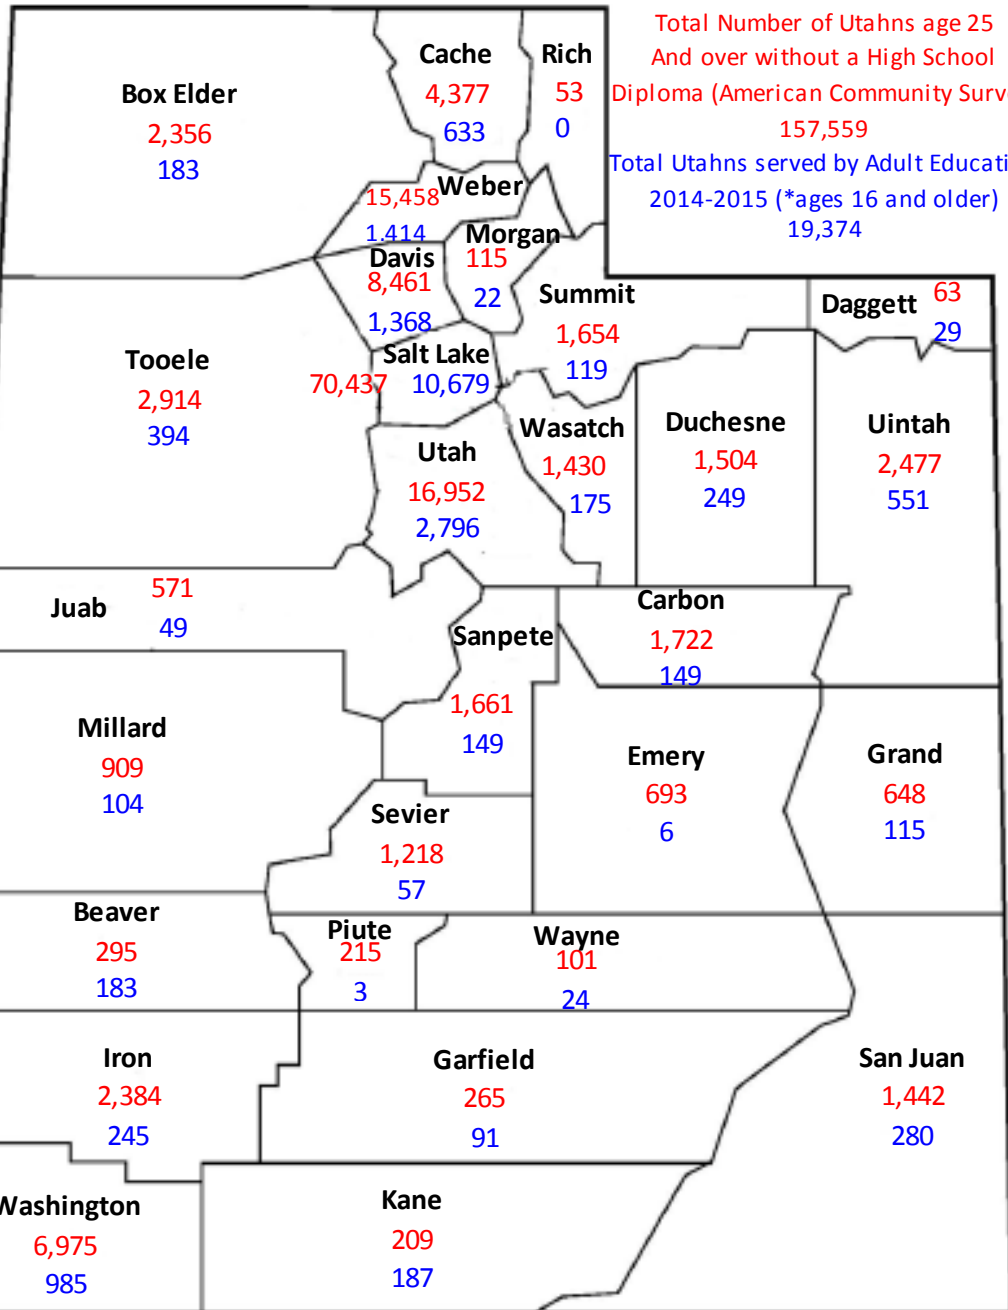 Total Number of Utahns age 25
And over without a High School
Diploma (American Community Surv
157,559
Total Utahns served by Adult Educati
2014-2015 (*ages 16 and older)
19,374
Box Elder
2,356
183
Cache
4,377
633
Rich
53
0
Weber
15,458
1.414
Morgan
115
22
Davis
8,461
1,368
Summit
1,654
119
Daggett
63
29
Tooele
2,914
394
Salt Lake
70,437 10,679
Utah
16,952
2,796
Wasatch
1,430
175
Duchesne
1,504
249
Uintah
2,477
551
Juab
571
49
Sanpete
1,661
149
Carbon
1,722
149
Millard
909
104
Emery
693
6
Grand
648
115
Sevier
1,218
57
Beaver
295
183
Piute
215
3
Wayne
101
24
Iron
2,384
245
Garfield
265
91
San Juan
1,442
280
Washington
6,975
985
Kane
209
187